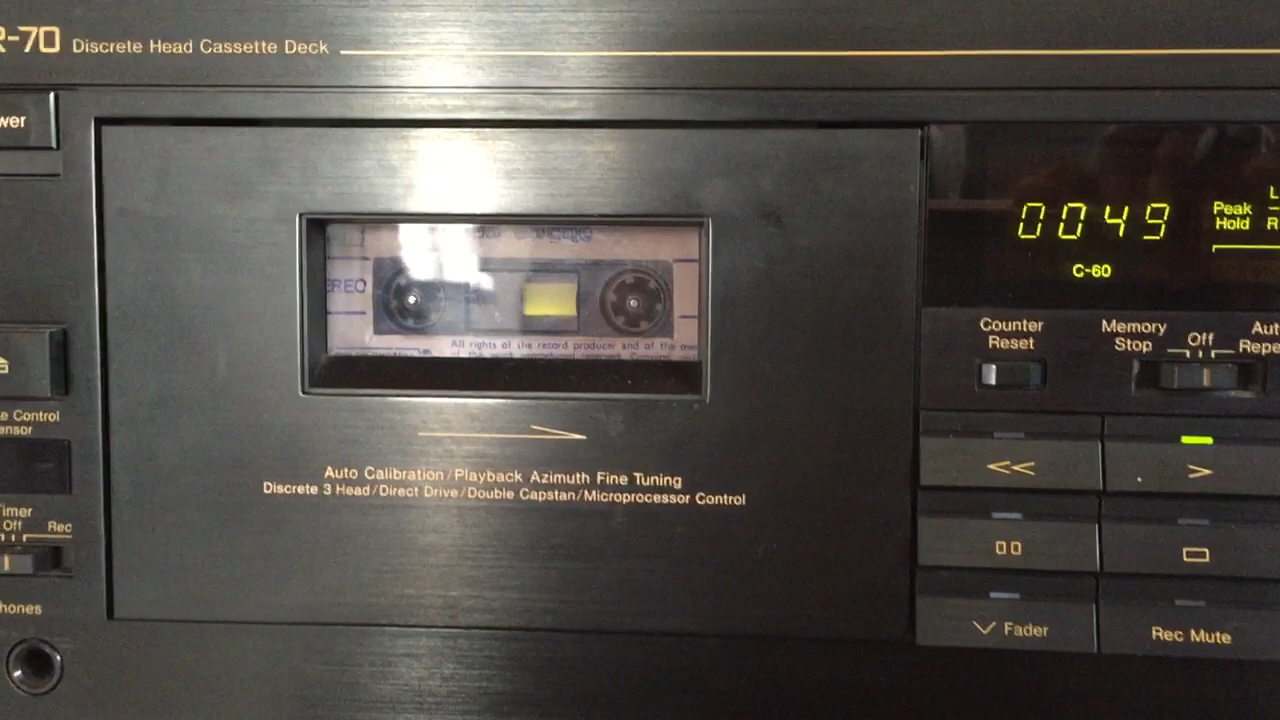 R-70 Discrete Head Cassette Deck
wer
0049
Peak Hold
L
R
C-60
EREO
All rights of the record producer and of the
Counter Reset
Memory Stop
Off
Aut
Repe
<<
>
e Control
ensor
Auto Calibration/Playback Azimuth Fine Tuning
Discrete 3 Head/Direct Drive/Double Capstan/Microprocessor Control
imer
Off
Rec
hones
Fader
Rec Mute